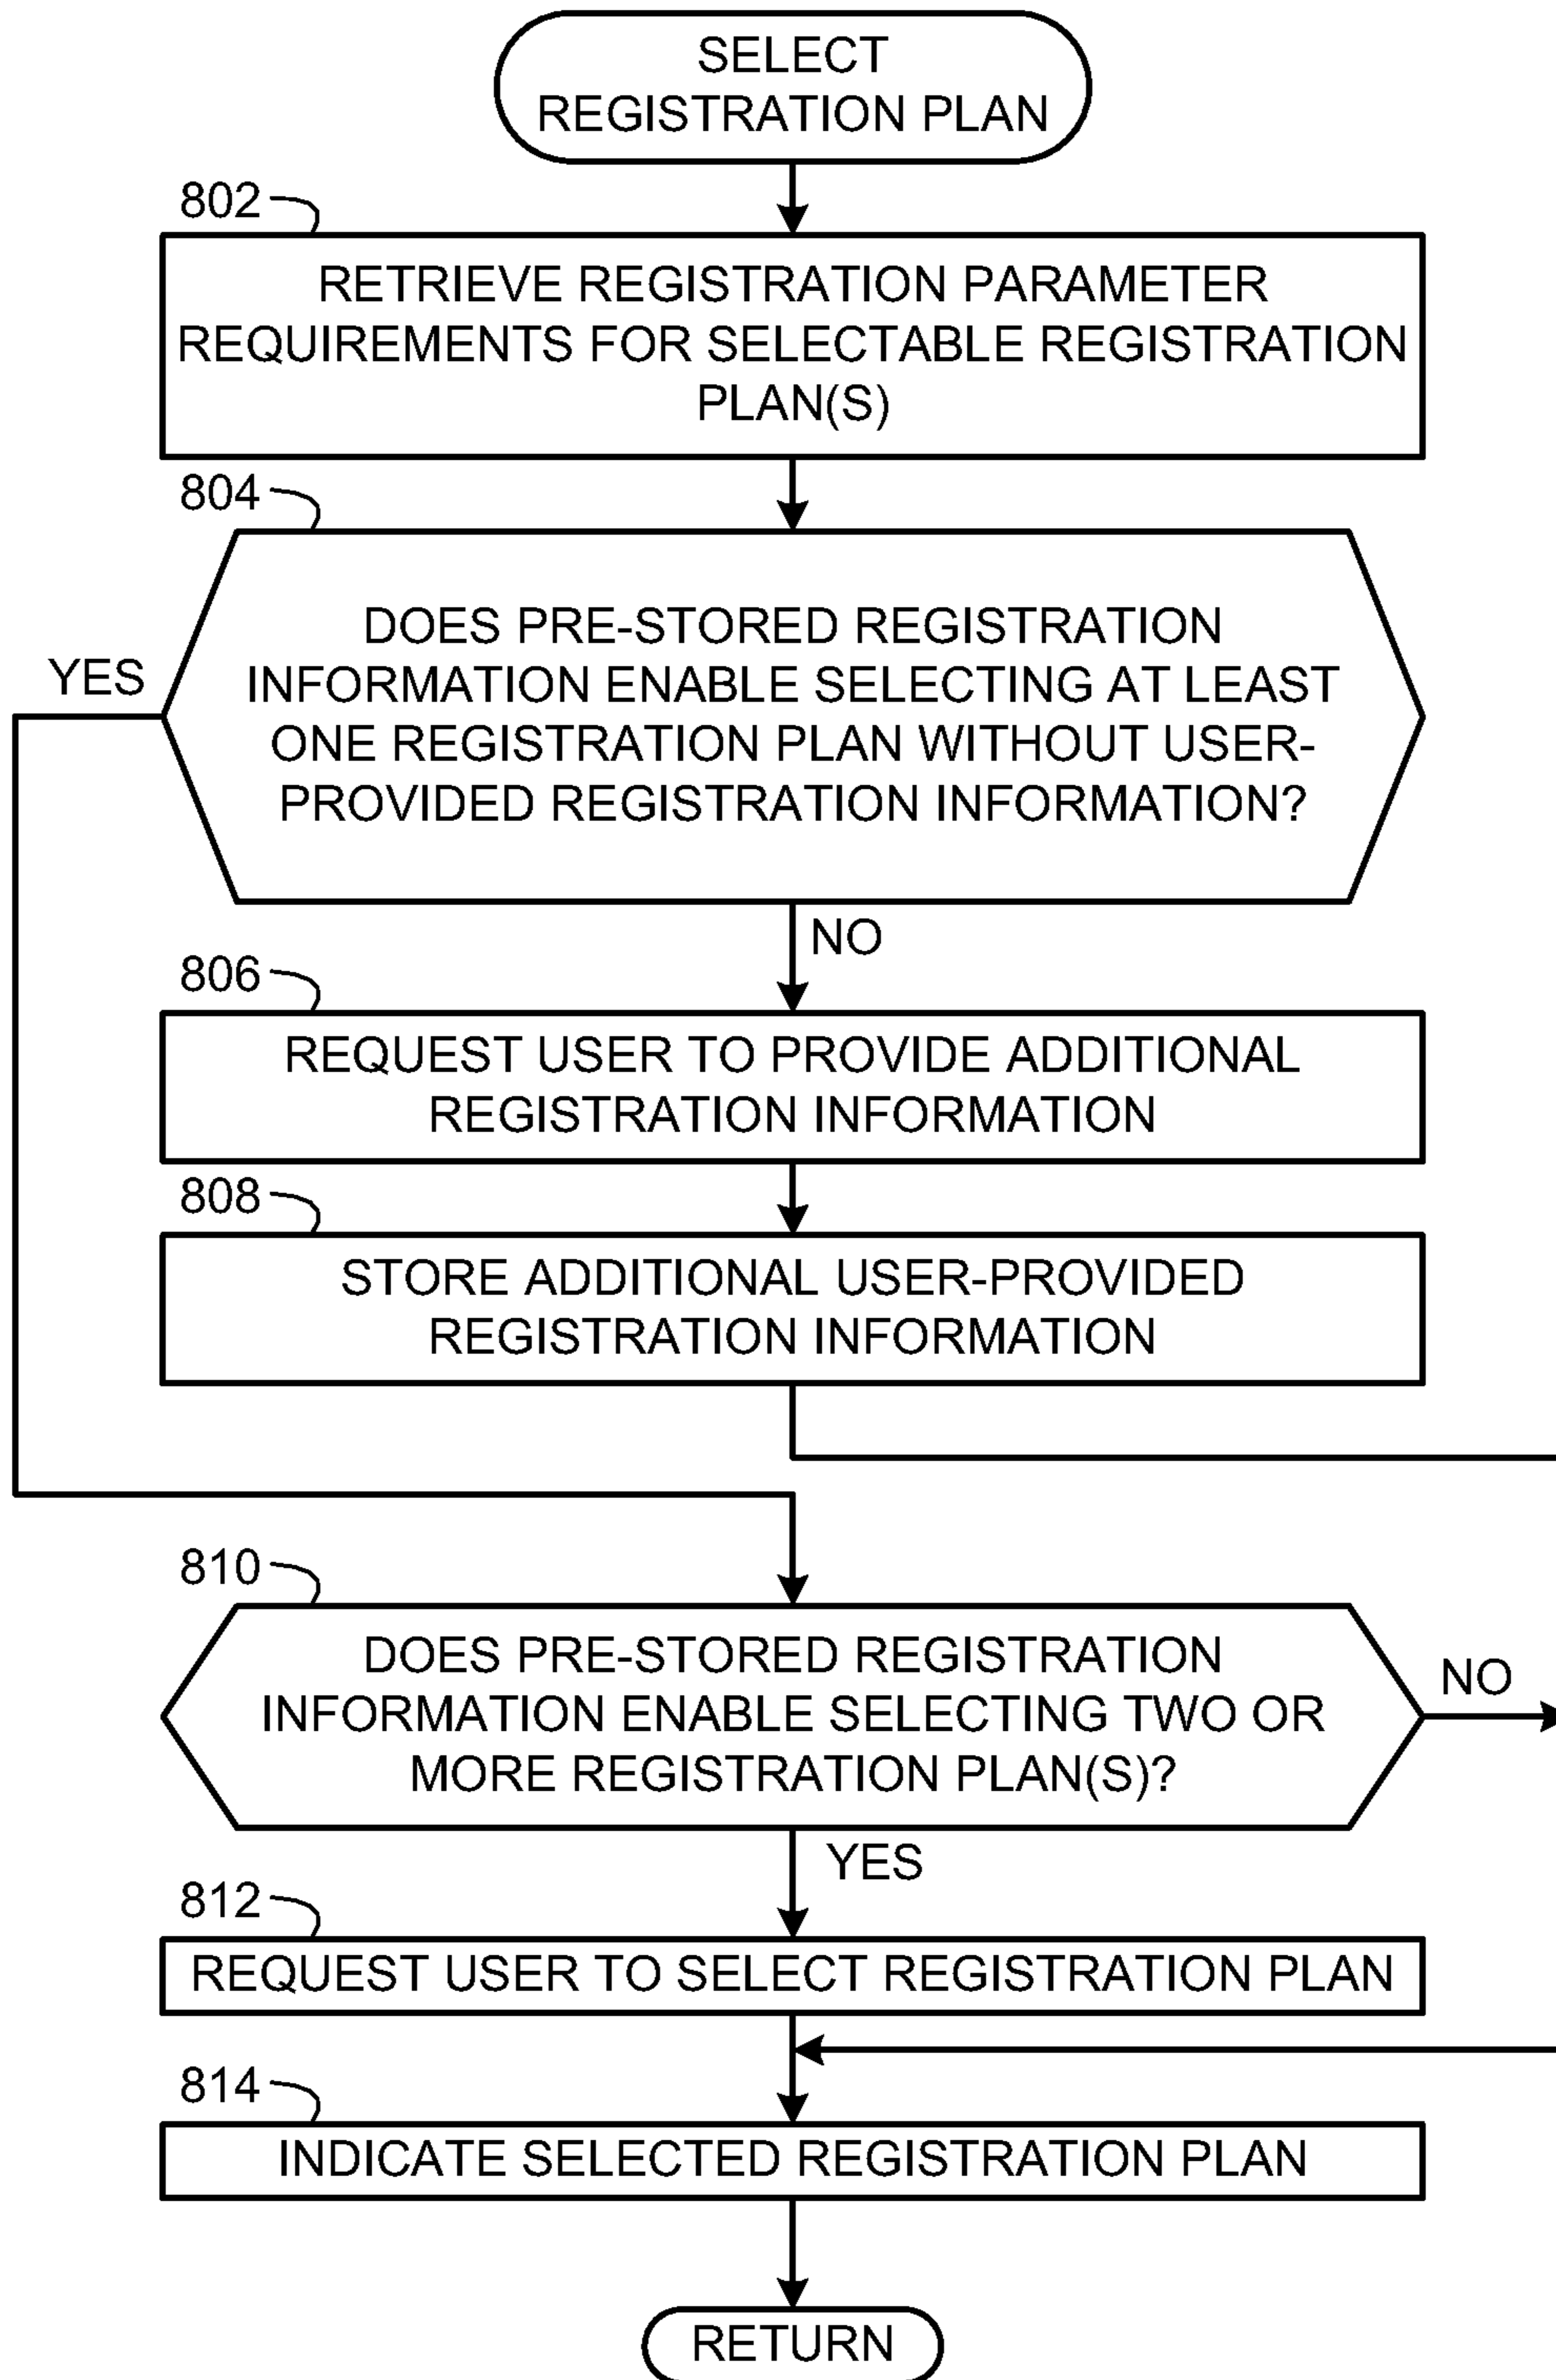 SELECT
REGISTRATION PLAN
802
RETRIEVE REGISTRATION PARAMETER
REQUIREMENTS FOR SELECTABLE REGISTRATION
PLAN(S)
804
DOES PRE-STORED REGISTRATION
INFORMATION ENABLE SELECTING AT LEAST
ONE REGISTRATION PLAN WITHOUT USER-
PROVIDED REGISTRATION INFORMATION?
YES
NO
806
REQUEST USER TO PROVIDE ADDITIONAL
REGISTRATION INFORMATION
808
STORE ADDITIONAL USER-PROVIDED
REGISTRATION INFORMATION
810
DOES PRE-STORED REGISTRATION
INFORMATION ENABLE SELECTING TWO OR
MORE REGISTRATION PLAN(S)?
NO
YES
812
REQUEST USER TO SELECT REGISTRATION PLAN
814
INDICATE SELECTED REGISTRATION PLAN
RETURN